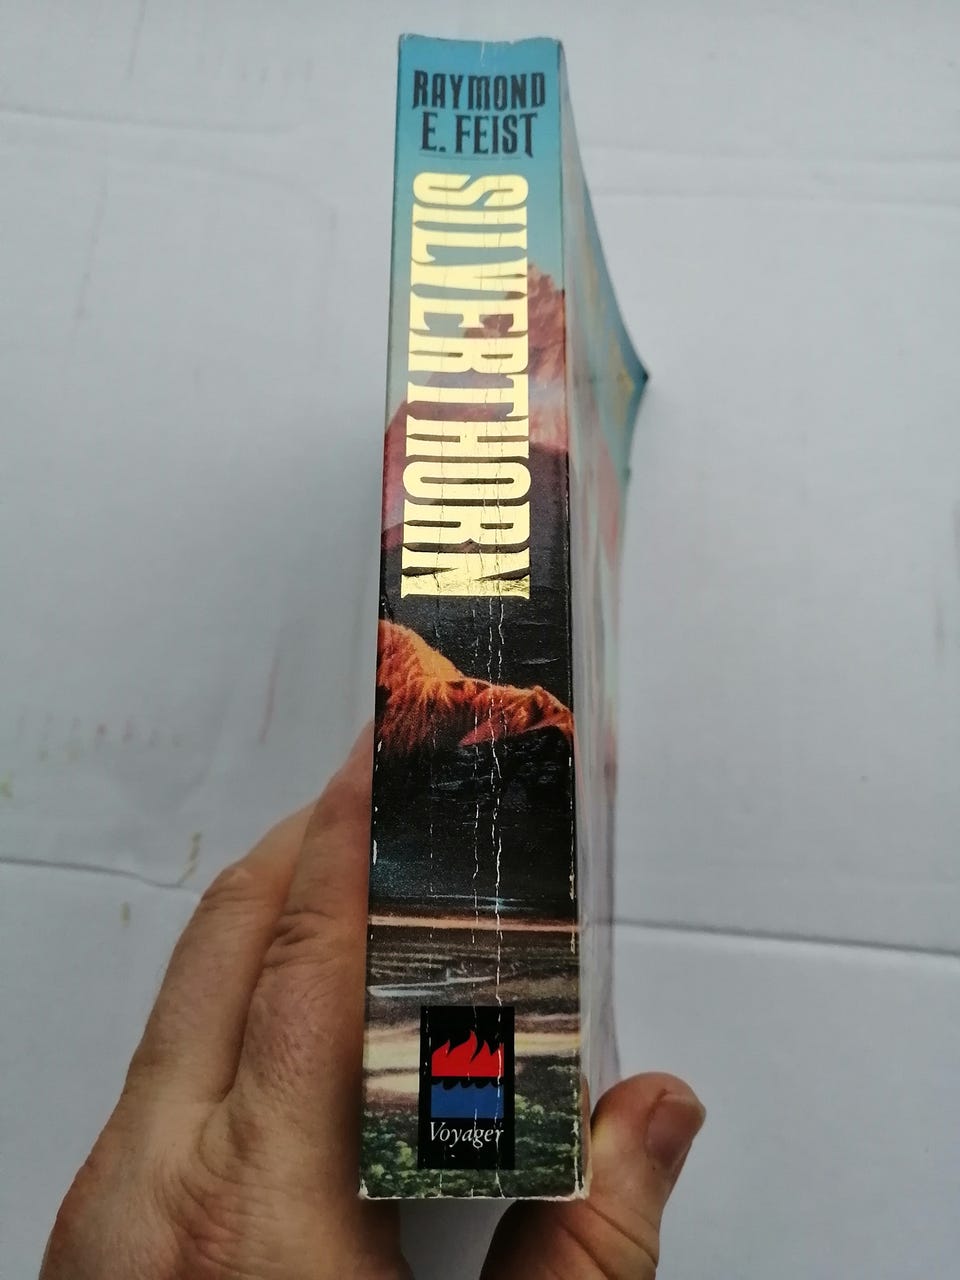 RAYMOND
E. FEIST
SILVERTHORN
Voyager